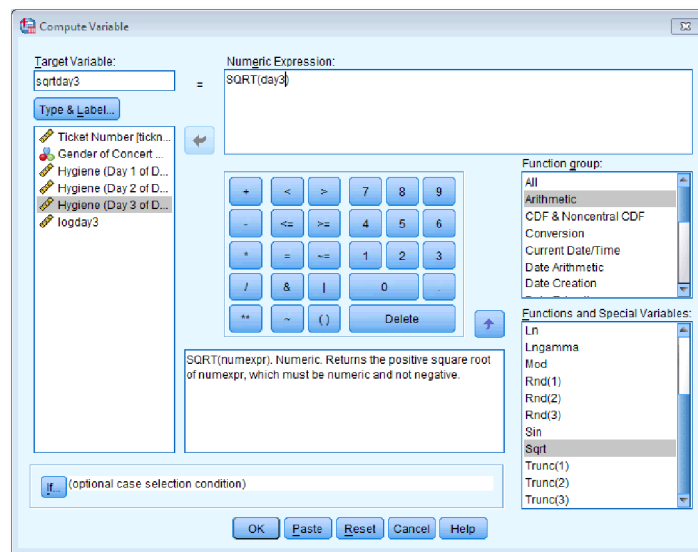 Compute Variable
Target Variable:
sqrtday3
=
Numeric Expression:
SQRT(day3)
Type & Label...
Ticket Number [tickn...
Gender of Concert ...
Hygiene (Day 1 of D...
Hygiene (Day 2 of D...
Hygiene (Day 3 of D...
logday3
+ < > 7 8 9
- <= >= 4 5 6
* = ~= 1 2 3
/ & | 0 .
** ~ ( ) Delete
Function group:
All
Arithmetic
CDF & Noncentral CDF
Conversion
Current Date/Time
Date Arithmetic
Date Creation
Functions and Special Variables:
Ln
Lngamma
Mod
Rnd(1)
Rnd(2)
Rnd(3)
Sin
Sqrt
Trunc(1)
Trunc(2)
Trunc(3)
SQRT(numexpr). Numeric. Returns the positive square root
of numexpr, which must be numeric and not negative.
If... (optional case selection condition)
OK Paste Reset Cancel Help